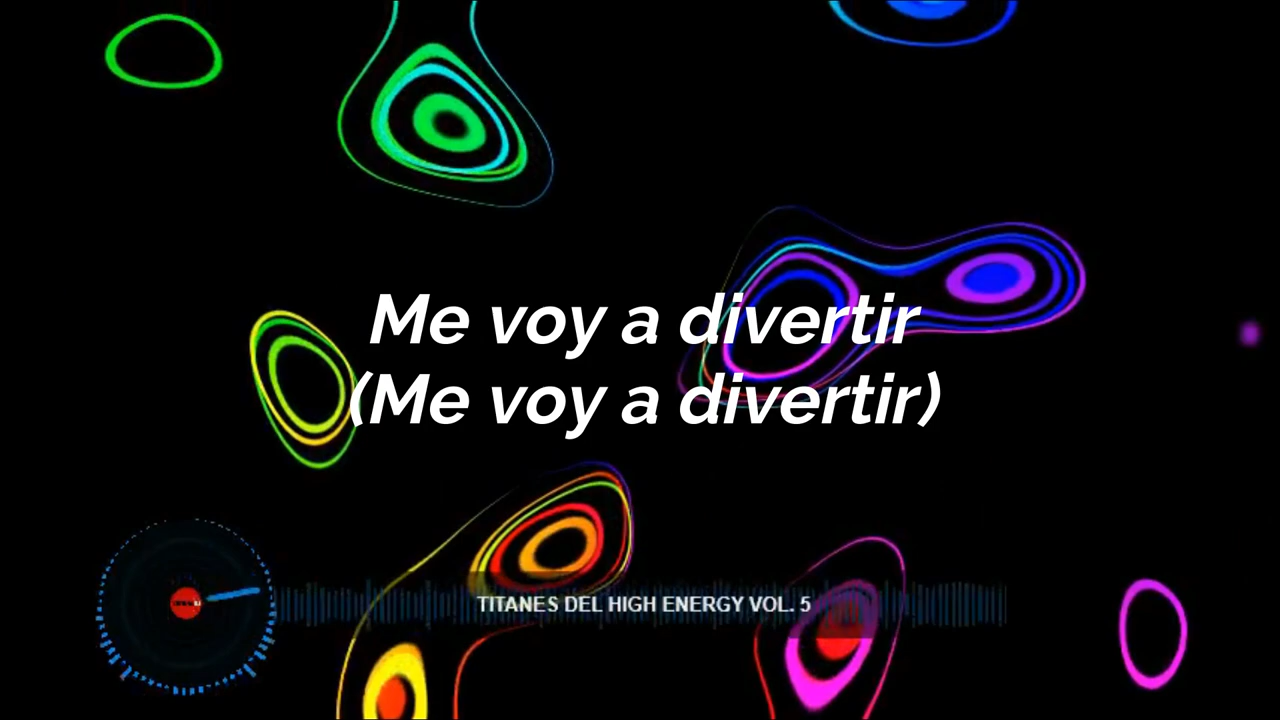 Me voy a divertir
(Me voy a divertir)
TITANES DEL HIGH ENERGY VOL. 5